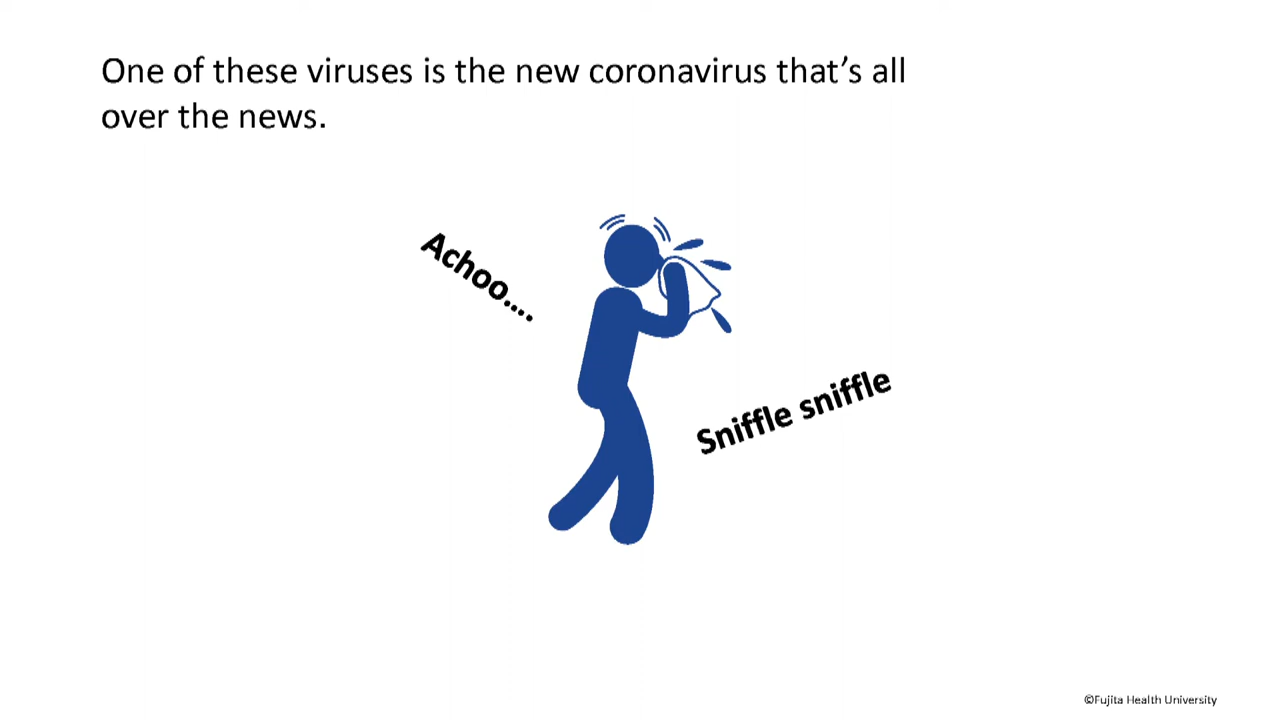 One of these viruses is the new coronavirus that’s all
over the news.
Achoo....
Sniffle sniffle
©Fujita Health University